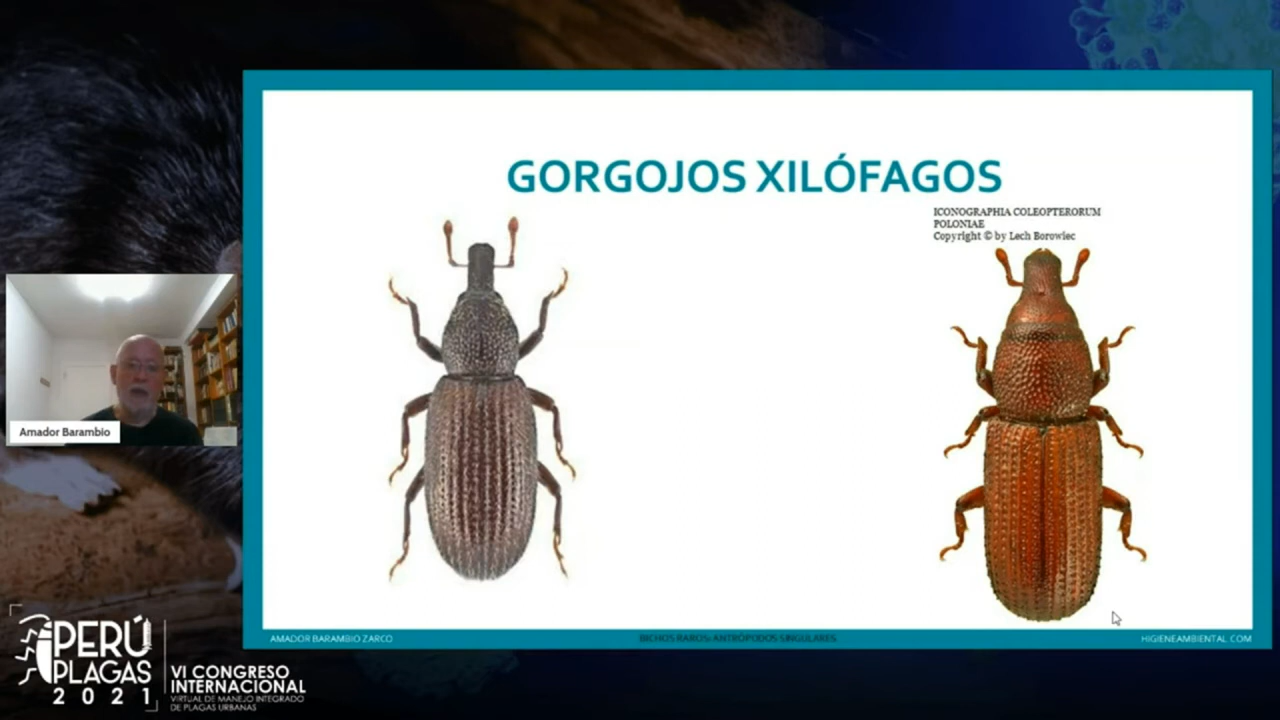 GORGOJOS XILÓFAGOS
ICONOGRAPHIA COLEOPTERORUM
POLONIAE
Copyright © by Lech Borowiec
Amador Barambio
AMADOR BARAMBIO ZARCO
BICHOS RAROS: ANTRÓPODOS SINGULARES
HIGIENEAMBIENTAL.COM
PERÚ
PLAGAS
2021
VI CONGRESO
INTERNACIONAL
VIRTUAL DE MANEJO INTEGRADO
DE PLAGAS URBANAS